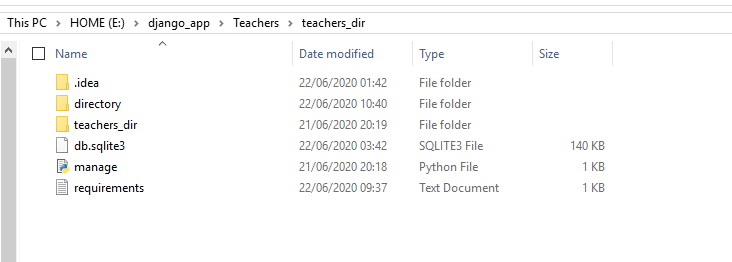 This PC > HOME (E:) > django_app > Teachers > teachers_dir
Name Date modified Type Size
.idea 22/06/2020 01:42 File folder
directory 22/06/2020 10:40 File folder
teachers_dir 21/06/2020 20:19 File folder
db.sqlite3 22/06/2020 03:42 SQLITE3 File 140 KB
manage 21/06/2020 20:18 Python File 1 KB
requirements 22/06/2020 09:37 Text Document 1 KB